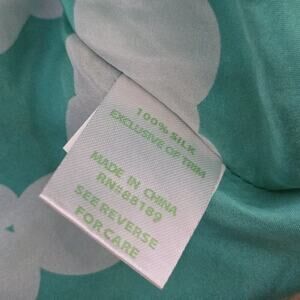 100% SILK
EXCLUSIVE OF TRIM
MADE IN CHINA
RN#88189
SEE REVERSE
FOR CARE